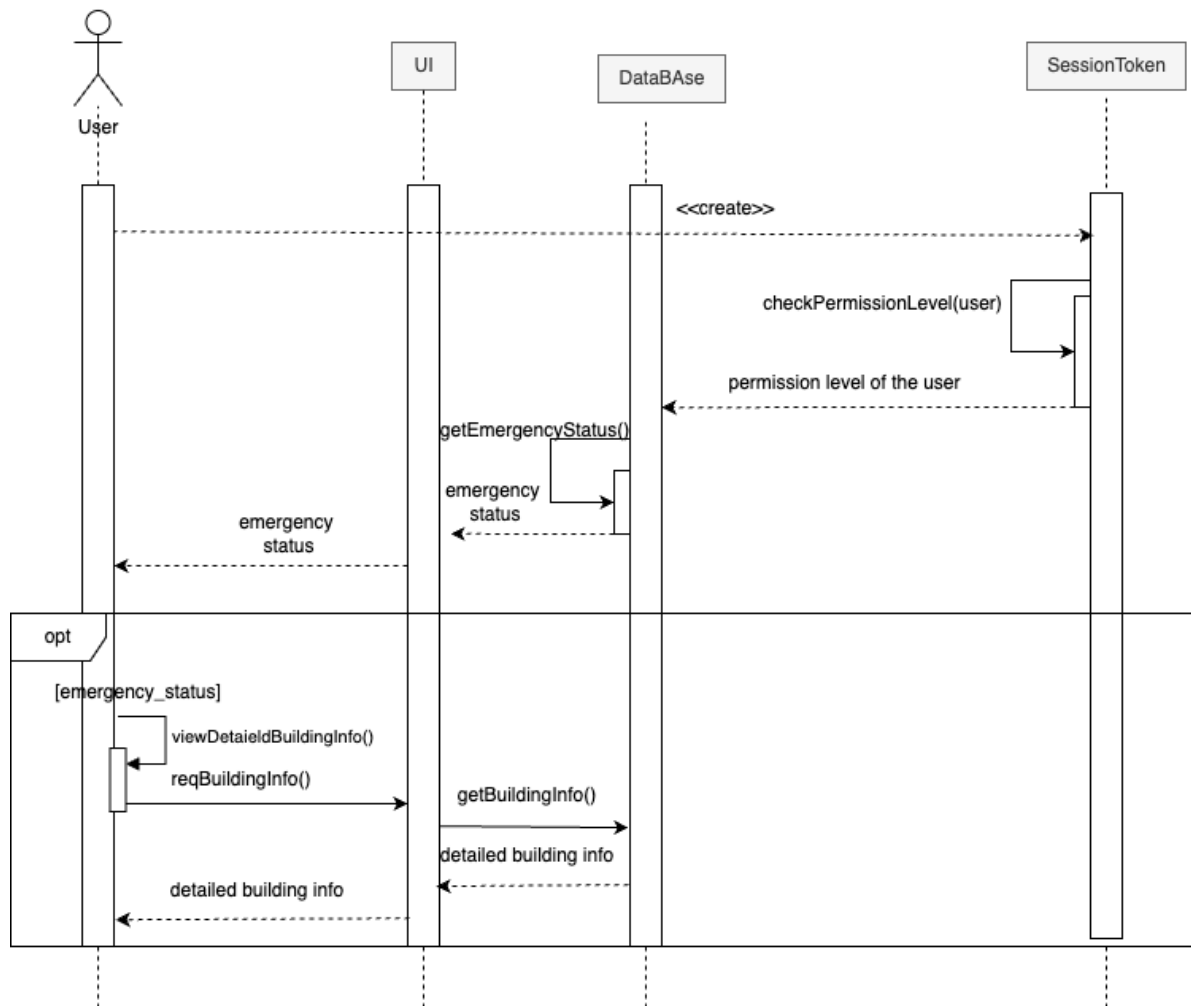 UI
DataBAse
SessionToken
User
<<create>>
checkPermissionLevel(user)
permission level of the user
getEmergencyStatus()
emergency
status
emergency
status
opt
[emergency_status]
viewDetaieldBuildingInfo()
reqBuildingInfo()
getBuildingInfo()
detailed building info
detailed building info